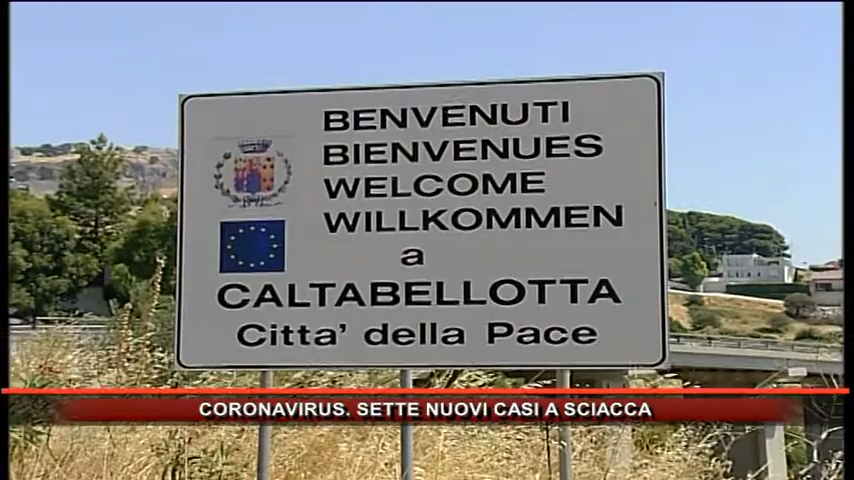 BENVENUTI
BIENVENUES
WELCOME
WILLKOMMEN
a
CALTABELLOTTA
Citta' della Pace
CORONAVIRUS. SETTE NUOVI CASI A SCIACCA